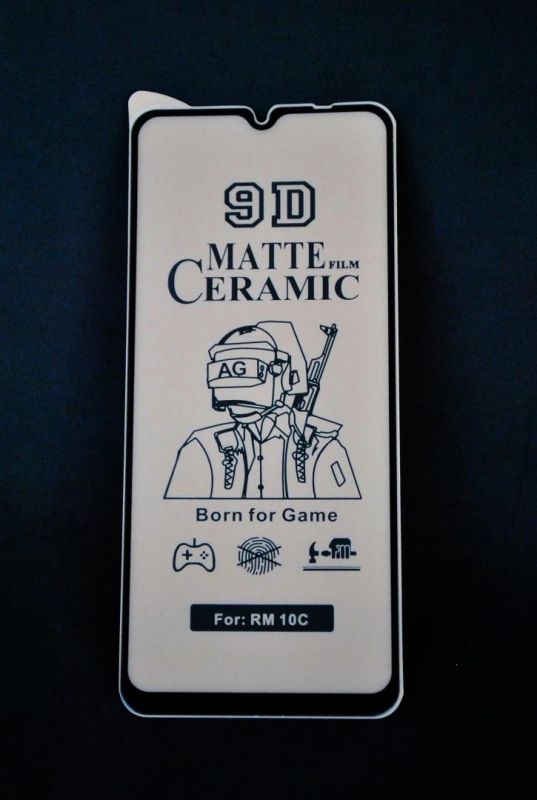 9D
MATTE FILM
CERAMIC
AG
Born for Game
For: RM 10C